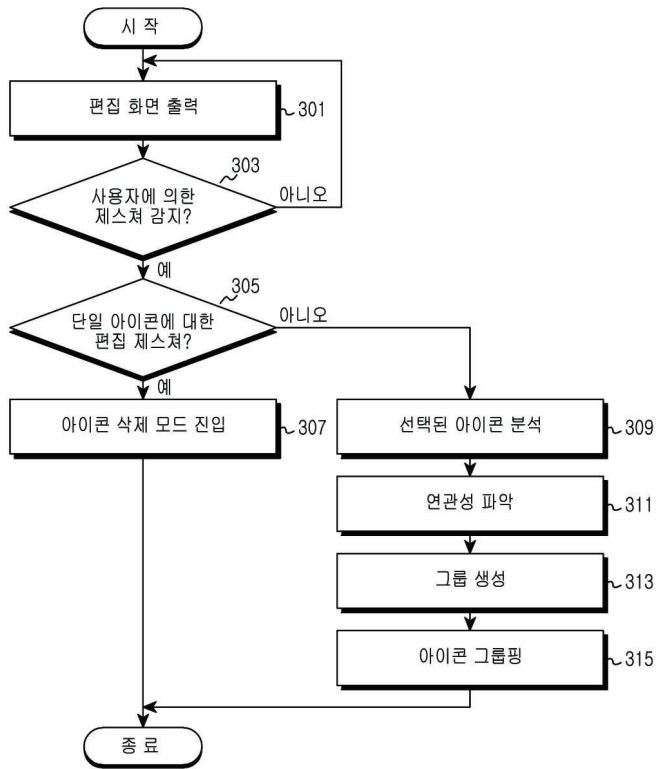 시 작
편집 화면 출력
301
303
사용자에 의한
제스쳐 감지?
아니오
예
305
단일 아이콘에 대한
편집 제스쳐?
아니오
예
아이콘 삭제 모드 진입
307
선택된 아이콘 분석
309
연관성 파악
311
그룹 생성
313
아이콘 그룹핑
315
종 료